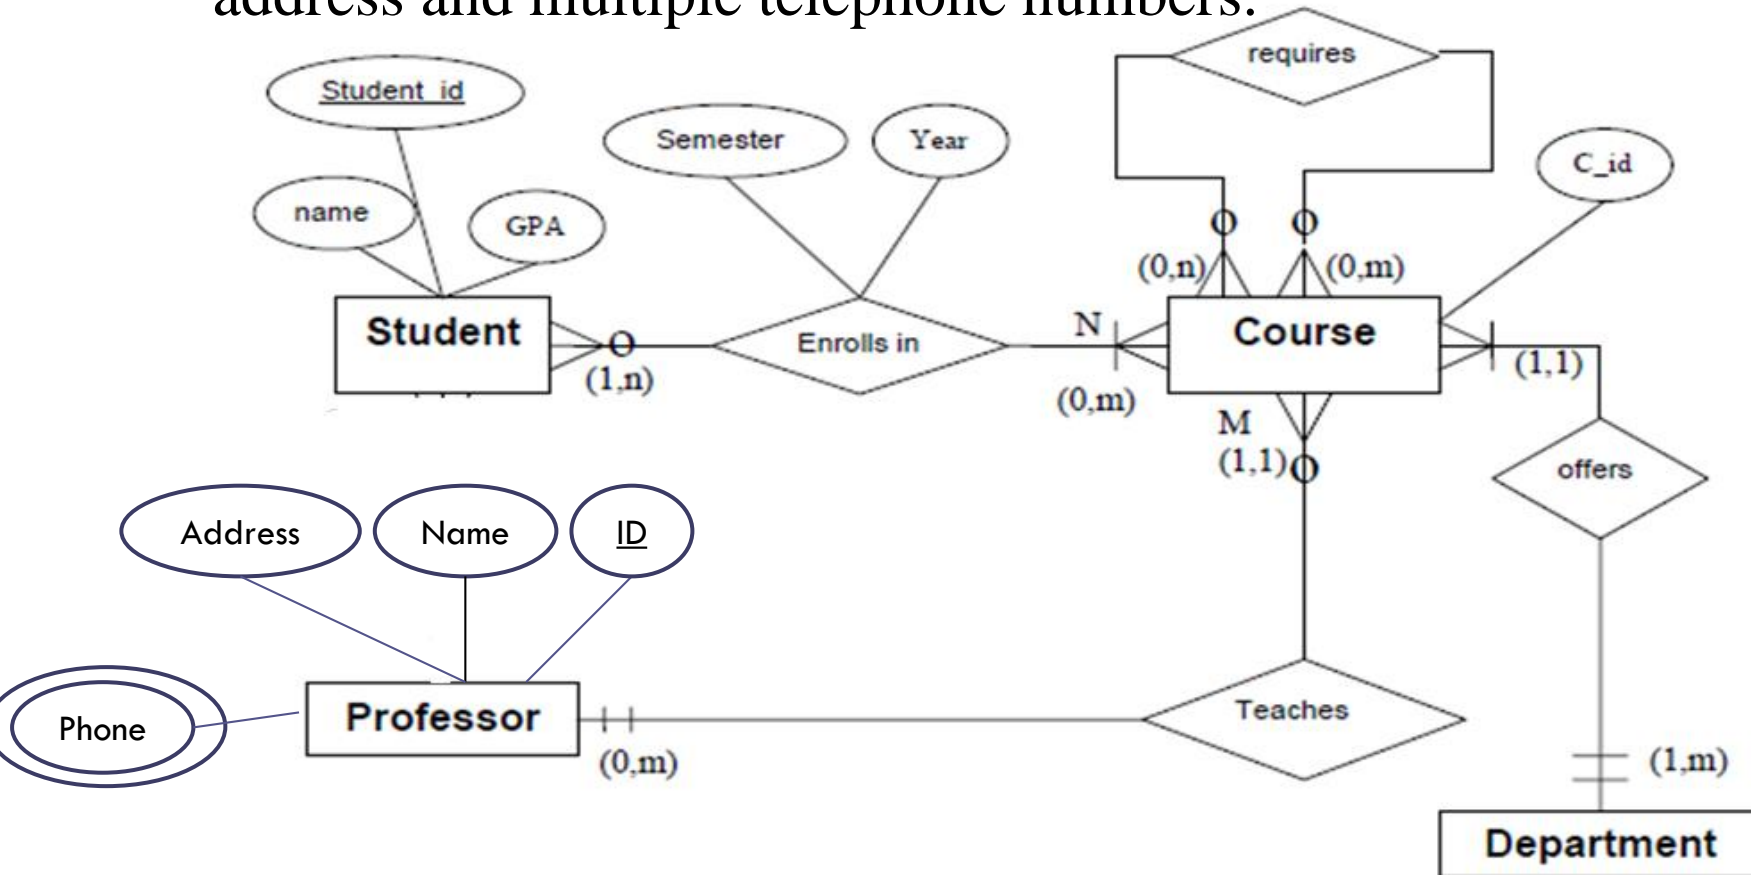 address and multiple telephone numbers.
requires
Student_id
Semester
Year
C_id
name
GPA
O O
(0,n) (0,m)
Student
O
(1,n)
Enrolls in
N
(0,m)
Course
(1,1)
M
(1,1) O
offers
Address
Name
ID
Phone
Professor
(0,m)
Teaches
(1,m)
Department